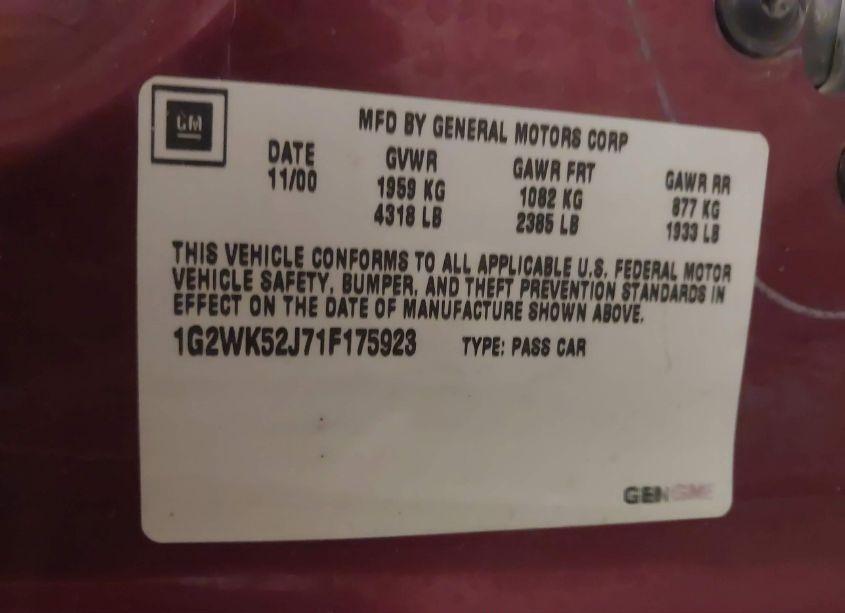 GM
MFD BY GENERAL MOTORS CORP
DATE GVWR GAWR FRT GAWR RR
11/00 1959 KG 1082 KG 877 KG
4318 LB 2385 LB 1933 LB
THIS VEHICLE CONFORMS TO ALL APPLICABLE U.S. FEDERAL MOTOR
VEHICLE SAFETY, BUMPER, AND THEFT PREVENTION STANDARDS IN
EFFECT ON THE DATE OF MANUFACTURE SHOWN ABOVE.
1G2WK52J71F175923 TYPE: PASS CAR